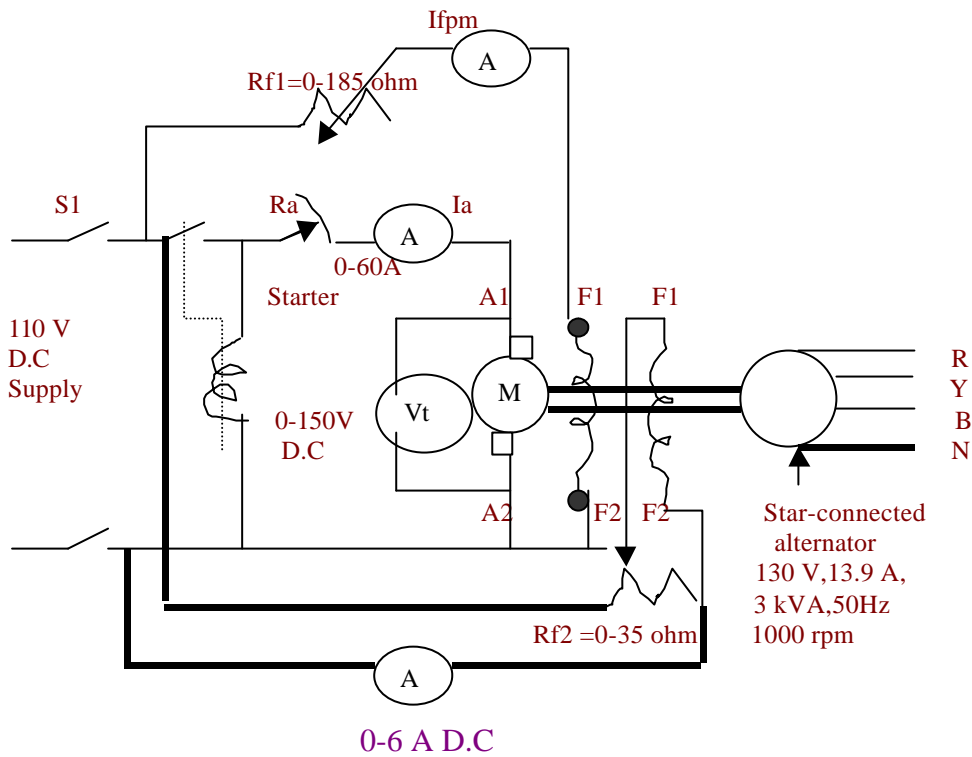 Ifpm
A
Rf1=0-185 ohm
S1
Ra
Ia
A
0-60A
Starter
A1
F1
F1
110 V
D.C
Supply
0-150V
D.C
Vt
M
R
Y
B
N
A2
F2
F2
Star-connected
alternator
130 V,13.9 A,
3 kVA,50Hz
1000 rpm
Rf2 =0-35 ohm
A
0-6 A D.C